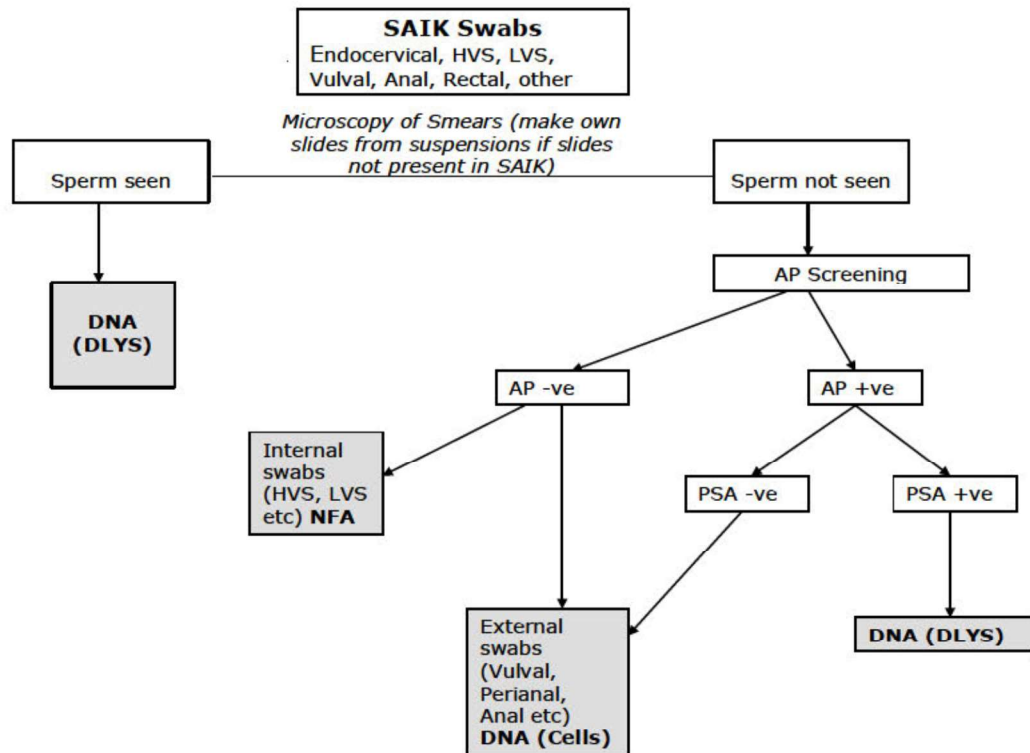 SAIK Swabs
Endocervical, HVS, LVS,
Vulval, Anal, Rectal, other
Microscopy of Smears (make own
slides from suspensions if slides
not present in SAIK)
Sperm seen
Sperm not seen
AP Screening
DNA
(DLYS)
AP -ve
AP +ve
Internal
swabs
(HVS, LVS
etc) NFA
PSA -ve
PSA +ve
External
swabs
(Vulval,
Perianal,
Anal etc)
DNA (Cells)
DNA (DLYS)